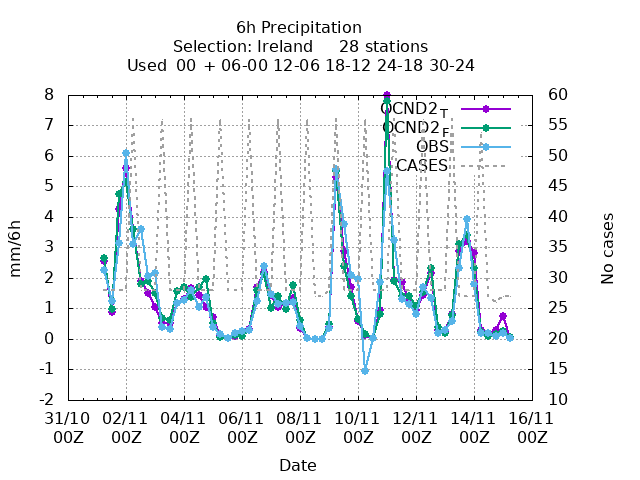 6h Precipitation
Selection: Ireland 28 stations
Used 00 + 06-00 12-06 18-12 24-18 30-24
mm/6h
8
7
6
5
4
3
2
1
0
-1
-2
OCND2T
OCND2F
OBS
CASES
60
55
50
45
40
35
30
25
20
15
10
No cases
31/10 02/11 04/11 06/11 08/11 10/11 12/11 14/11 16/11
00Z 00Z 00Z 00Z 00Z 00Z 00Z 00Z 00Z
Date